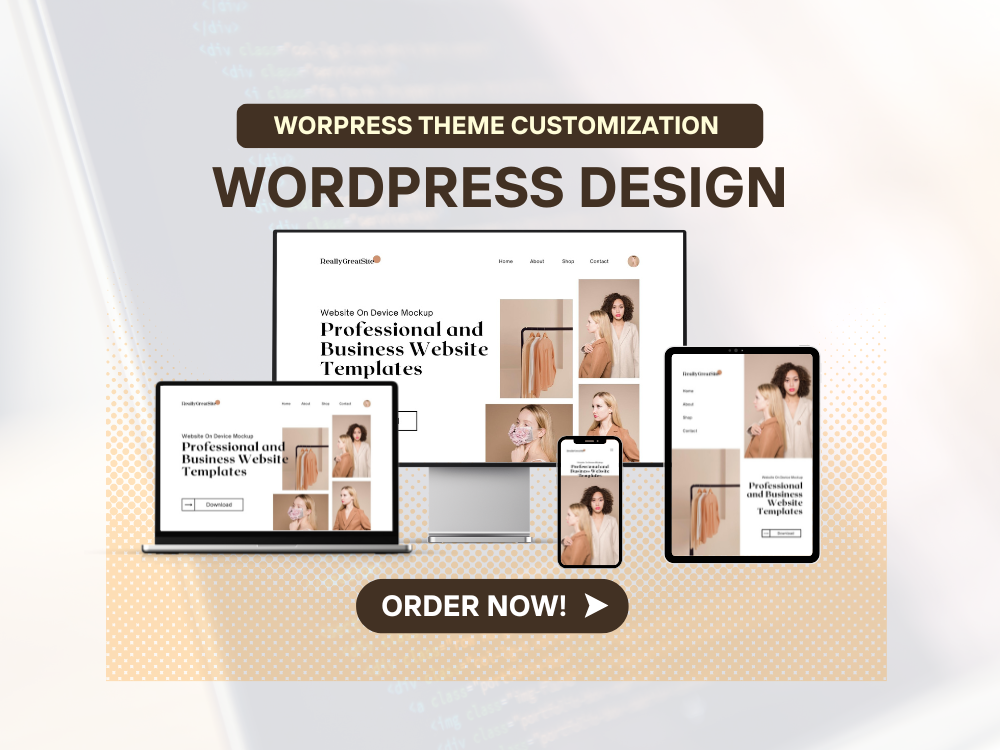 WORPRESS THEME CUSTOMIZATION
WORDPRESS DESIGN
ReallyGreatSite
Home About Shop Contact
Website On Device Mockup
Professional and
Business Website
Templates
ReallyGreatSite
Home About Shop Contact
Website On Device Mockup
Professional and
Business Website
Templates
Download
Professional and
Business Website
Templates
ReallyGreatSite
Home
About
Shop
Contact
Website On Device Mockup
Professional
and Business
Website
Templates
Download
ORDER NOW!